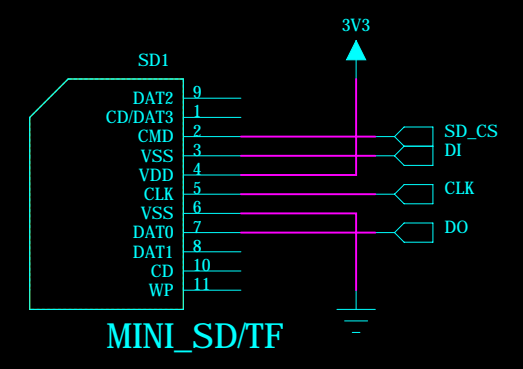 3V3
SD1
DAT2 9
CD/DAT3 1
CMD 2 SD_CS
VSS 3 DI
VDD 4
CLK 5 CLK
VSS 6
DAT0 7 DO
DAT1 8
CD 10
WP 11
MINI_SD/TF